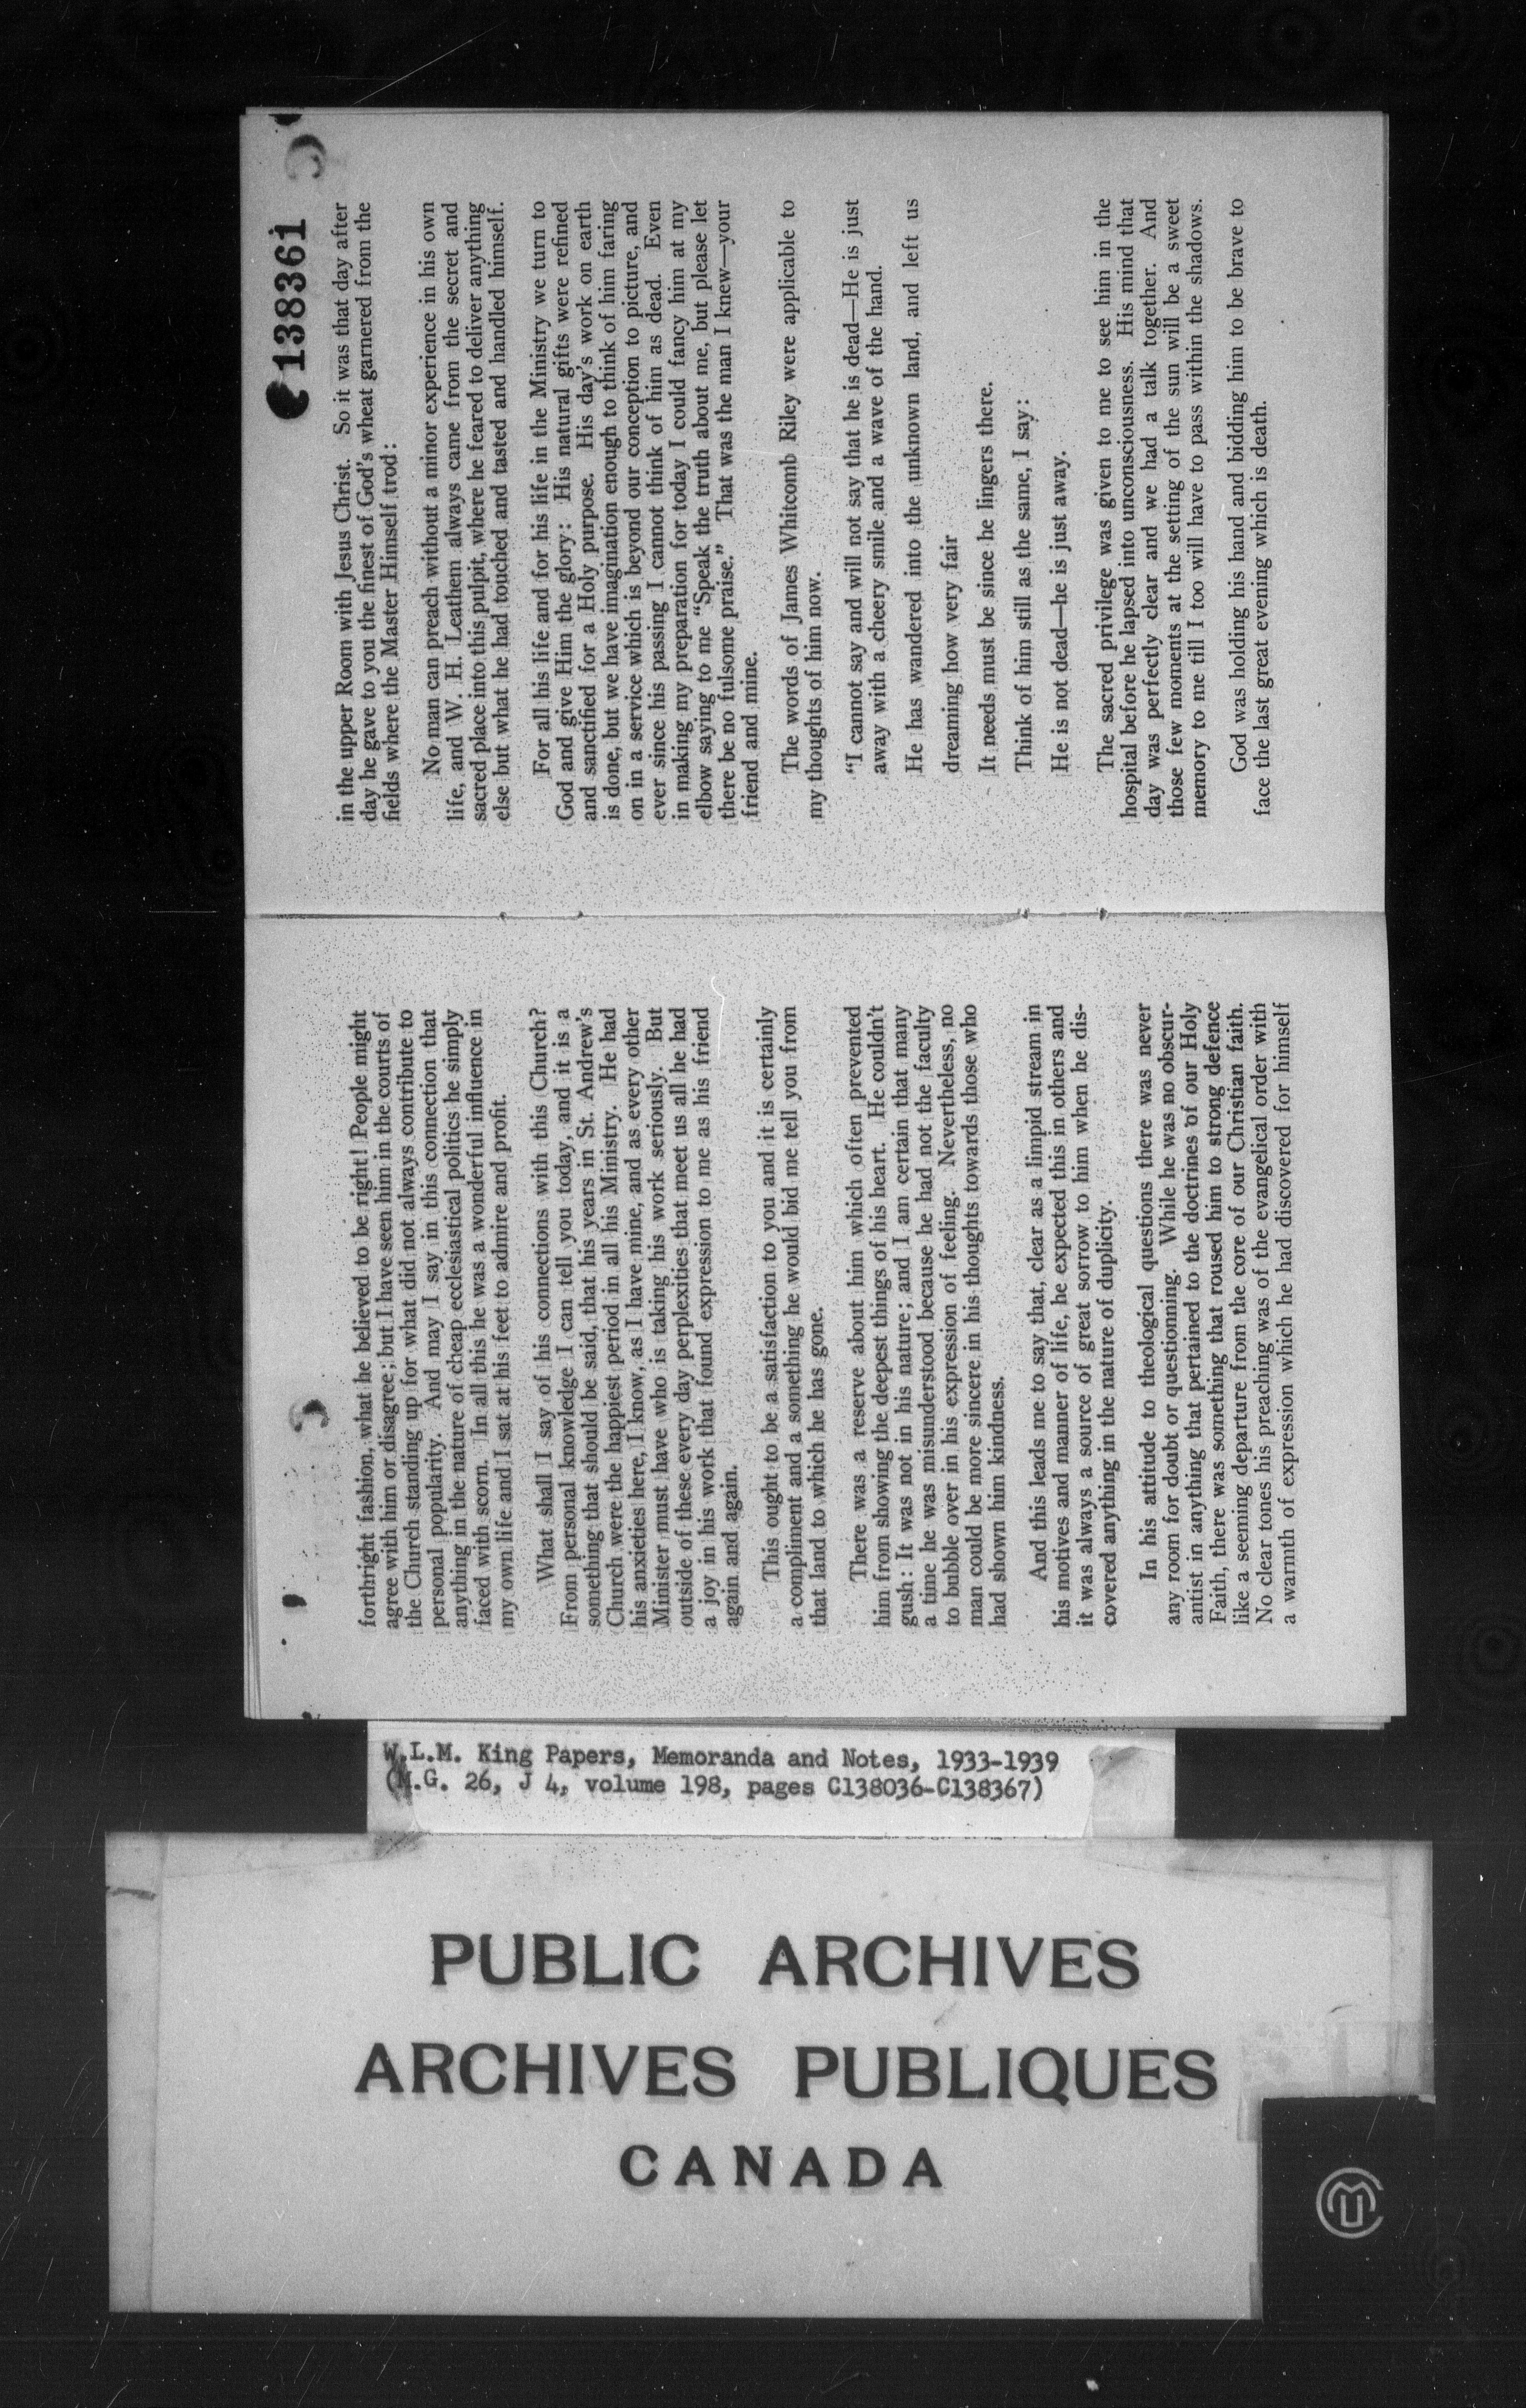 forthright fashion, what he believed to be right! People might
agree with him or disagree; but I have seen him in the courts of
the Church standing up for what did not always contribute to
personal popularity. And may I say in this connection that
anything in the nature of cheap ecclesiastical politics he simply
faced with scorn. In all this he was a wonderful influence in
my own life and I sat at his feet to admire and profit.
What shall I say of his connections with this Church?
From personal knowledge I can tell you today, and it is a
something that should be said, that his years in St. Andrew's
Church were the happiest period in all his Ministry. He had
his anxieties here, I know, as I have mine, and as every other
Minister must have who is taking his work seriously. But
outside of these every day perplexities that meet us all he had
a joy in his work that found expression to me as his friend
again and again.
This ought to be a satisfaction to you and it is certainly
a compliment and a something he would bid me tell you from
that land to which he has gone.
There was a reserve about him which often prevented
him from showing the deepest things of his heart. He couldn't
gush: It was not in his nature; and I am certain that many
a time he was misunderstood because he had not the faculty
to bubble over in his expression of feeling. Nevertheless, no
man could be more sincere in his thoughts towards those who
had shown him kindness.
And this leads me to say that, clear as a limpid stream in
his motives and manner of life, he expected this in others and
it was always a source of great sorrow to him when he dis-
covered anything in the nature of duplicity.
In his attitude to theological questions there was never
any room for doubt or questioning. While he was no obscur-
antist in anything that pertained to the doctrines of our Holy
Faith, there was something that roused him to strong defence
like a seeming departure from the core of our Christian faith.
No clear tones his preaching was of the evangelical order with
a warmth of expression which he had discovered for himself
C138361
in the upper Room with Jesus Christ. So it was that day after
day he gave to you the finest of God's wheat garnered from the
fields where the Master Himself trod:
No man can preach without a minor experience in his own
life, and W. H. Leathem always came from the secret and
sacred place into this pulpit, where he feared to deliver anything
else but what he had touched and tasted and handled himself.
For all his life and for his life in the Ministry we turn to
God and give Him the glory: His natural gifts were refined
and sanctified for a Holy purpose. His day's work on earth
is done, but we have imagination enough to think of him faring
on in a service which is beyond our conception to picture, and
ever since his passing I cannot think of him as dead. Even
in making my preparation for today I could fancy him at my
elbow saying to me "Speak the truth about me, but please let
there be no fulsome praise." That was the man I knew—your
friend and mine.
The words of James Whitcomb Riley were applicable to
my thoughts of him now.
"I cannot say and will not say that he is dead—He is just
away with a cheery smile and a wave of the hand.
He has wandered into the unknown land, and left us
dreaming how very fair
It needs must be since he lingers there.
Think of him still as the same, I say:
He is not dead—he is just away.
The sacred privilege was given to me to see him in the
hospital before he lapsed into unconsciousness. His mind that
day was perfectly clear and we had a talk together. And
those few moments at the setting of the sun will be a sweet
memory to me till I too will have to pass within the shadows.
God was holding his hand and bidding him to be brave to
face the last great evening which is death.
W.L.M. King Papers, Memoranda and Notes, 1933-1939
(M.G. 26, J 4, volume 198, pages C138036-C138367)
PUBLIC ARCHIVES
ARCHIVES PUBLIQUES
CANADA